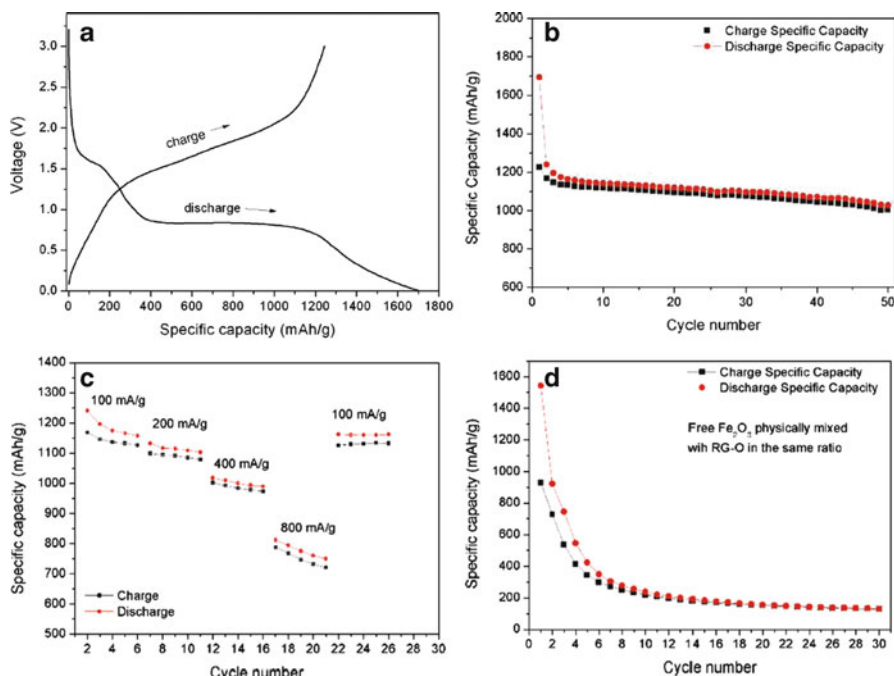 a
3.0
2.5
2.0
1.5
1.0
0.5
0.0
Voltage (V)
charge
discharge
0 200 400 600 800 1000 1200 1400 1600 1800
Specific capacity (mAh/g)
b
2000
1800
1600
1400
1200
1000
800
600
Specific Capacity (mAh/g)
Charge Specific Capacity
Discharge Specific Capacity
0 10 20 30 40 50
Cycle number
c
1400
1300
1200
1100
1000
900
800
700
600
500
Specific capacity (mAh/g)
100 mA/g
200 mA/g
400 mA/g
800 mA/g
100 mA/g
Charge
Discharge
2 4 6 8 10 12 14 16 18 20 22 24 26 28 30
Cycle number
d
1600
1400
1200
1000
800
600
400
200
0
Specific capacity (mAh/g)
Charge Specific Capacity
Discharge Specific Capacity
Free Fe₂O₃ physically mixed
wih RG-O in the same ratio
0 2 4 6 8 10 12 14 16 18 20 22 24 26 28 30
Cycle number